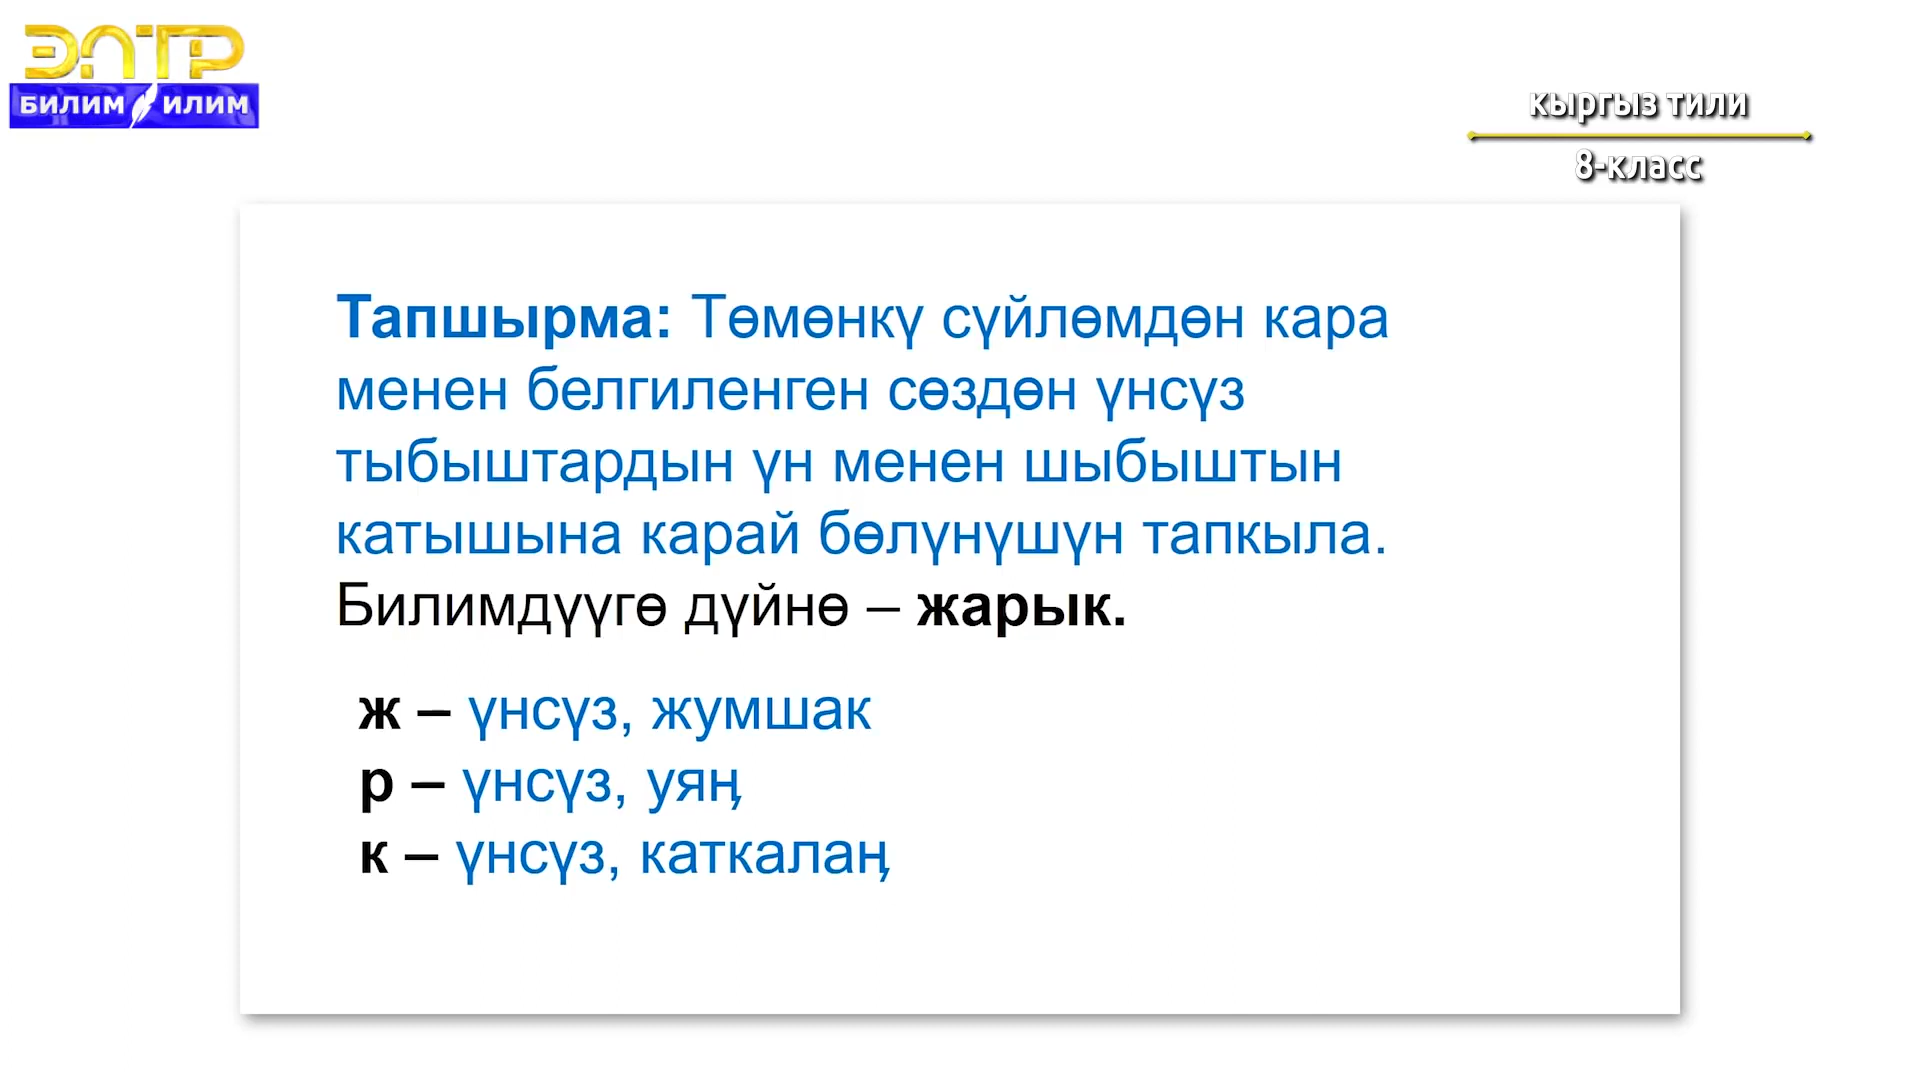 ЭЛТР
БИЛИМ ИЛИМ
кыргыз тили
8-класс
Тапшырма: Төмөнкү сүйлөмдөн кара
менен белгиленген сөздөн үнсүз
тыбыштардын үн менен шыбыштын
катышына карай бөлүнүшүн тапкыла.
Билимдүүгө дүйнө – жарык.
ж – үнсүз, жумшак
р – үнсүз, уяң
к – үнсүз, каткалаң